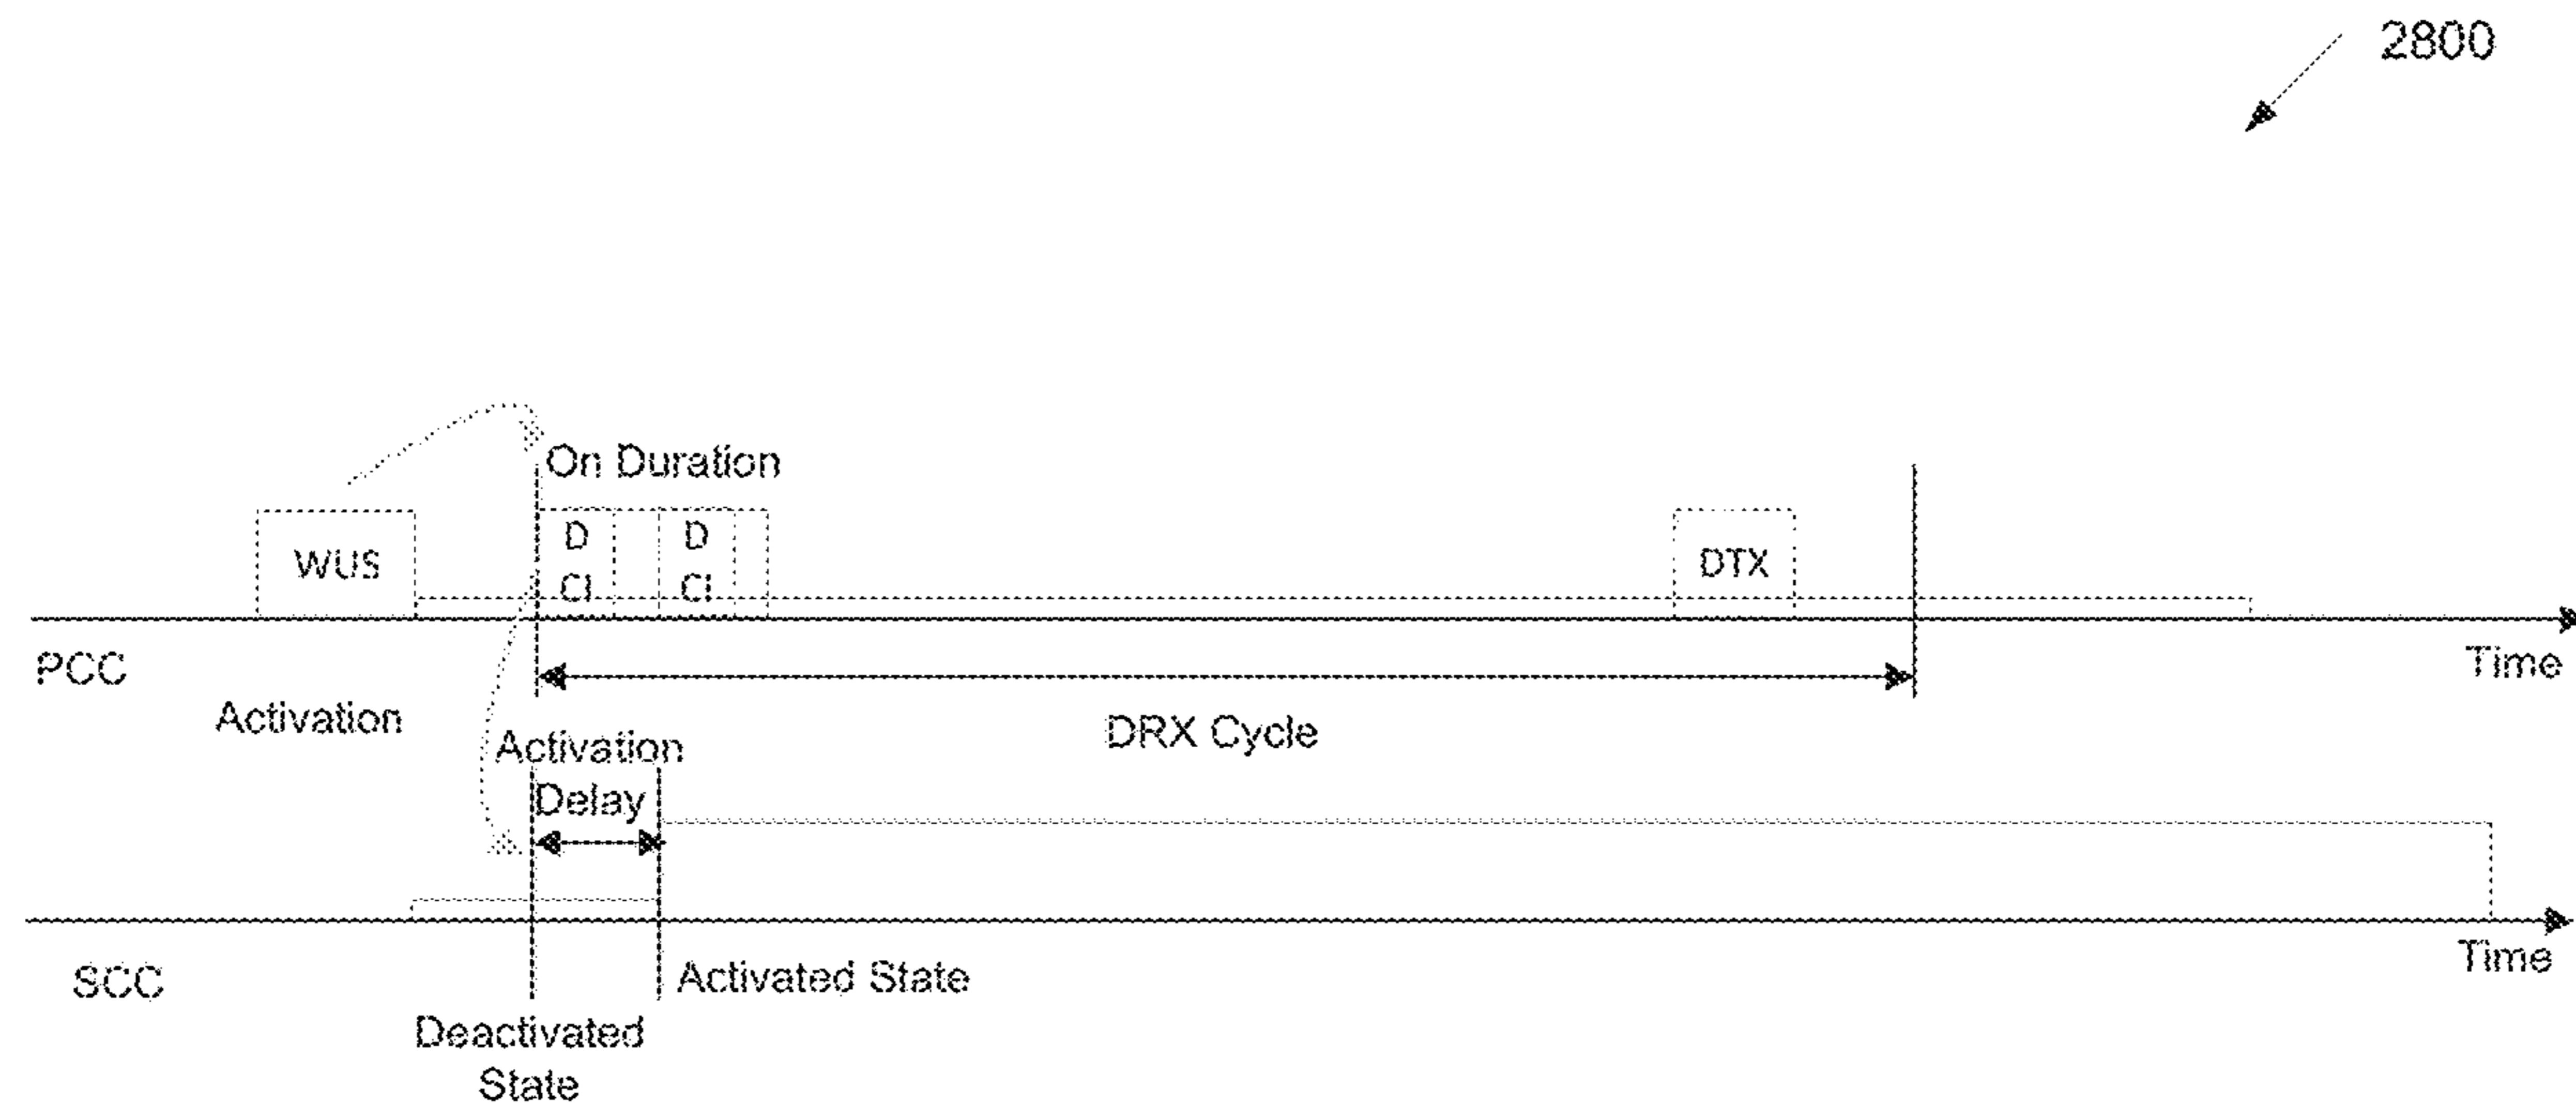 2800
On Duration
WUS
D
CI
D
CI
DTX
PCC
Time
Activation
DRX Cycle
Activation
Delay
SCC
Time
Activated State
Deactivated
State